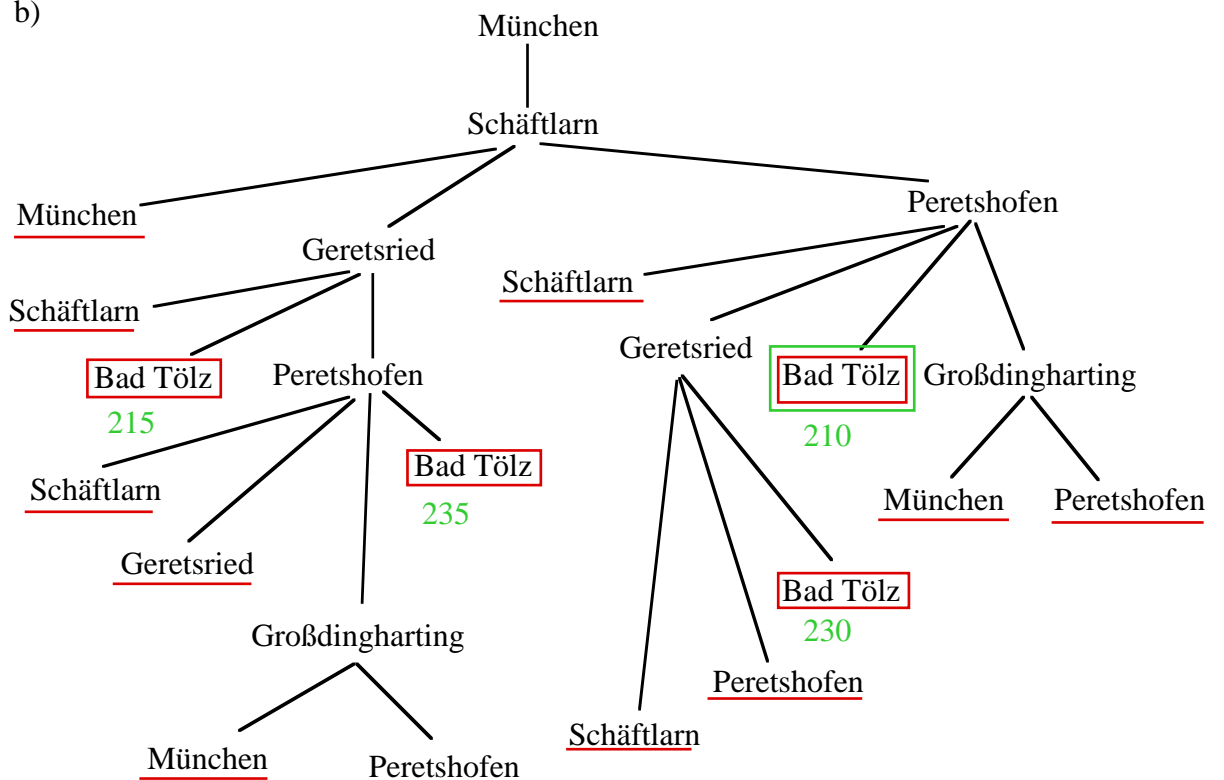 b)
München
Schäftlarn
München
Peretshofen
Geretsried
Schäftlarn
Schäftlarn
Bad Tölz
Peretshofen
Geretsried
Bad Tölz
Großdingharting
215
210
Schäftlarn
Bad Tölz
München
Peretshofen
235
Geretsried
Bad Tölz
230
Großdingharting
Peretshofen
Schäftlarn
München
Peretshofen